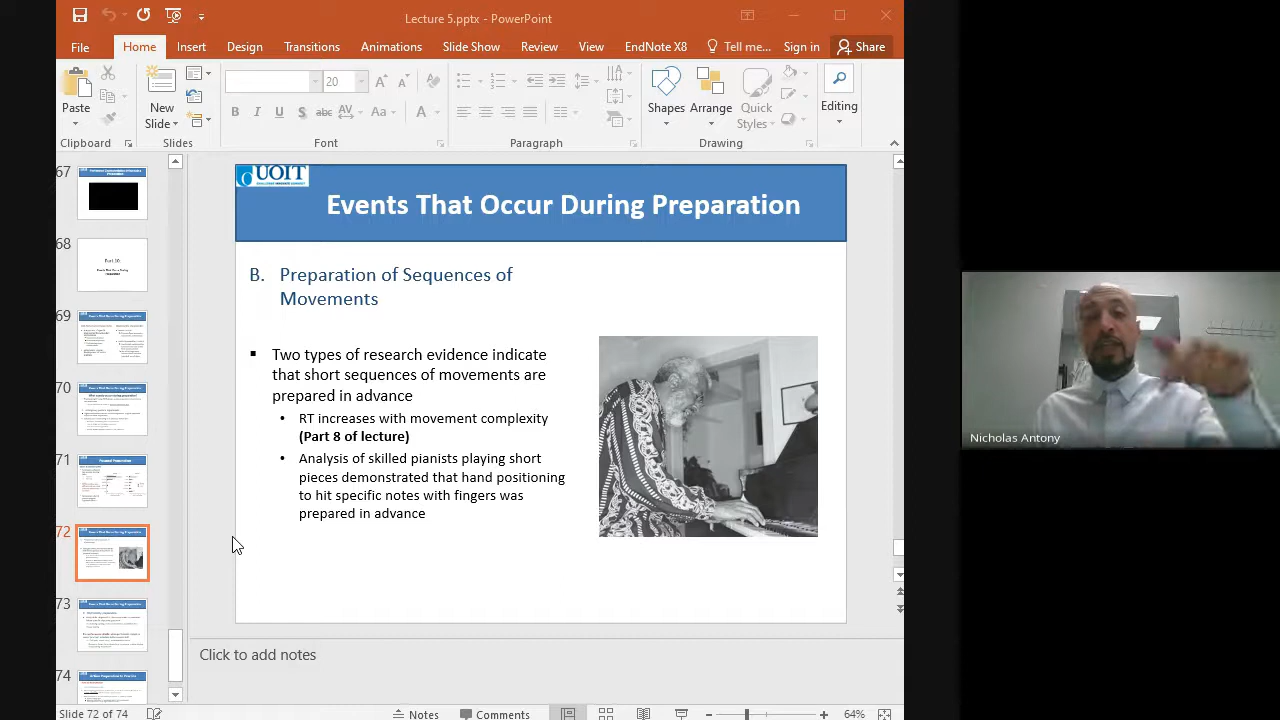 Lecture 5.pptx - PowerPoint
File Home Insert Design Transitions Animations Slide Show Review View EndNote X8 Tell me... Sign in Share
20
Paste
New
Slide
Shapes Arrange Quick
Styles
Editing
Clipboard Slides Font Paragraph Drawing
67
68
69
70
71
72
73
74
UOIT
Events That Occur During Preparation
B. Preparation of Sequences of
Movements
▪ Two types of research evidence indicate
that short sequences of movements are
prepared in advance
• RT increase with movement complexity
(Part 8 of lecture)
• Analysis of skilled pianists playing short
pieces demonstrated that hand positioning
to hit specific notes with fingers were
prepared in advance
Nicholas Antony
Click to add notes
Slide 72 of 74 Notes Comments 64%